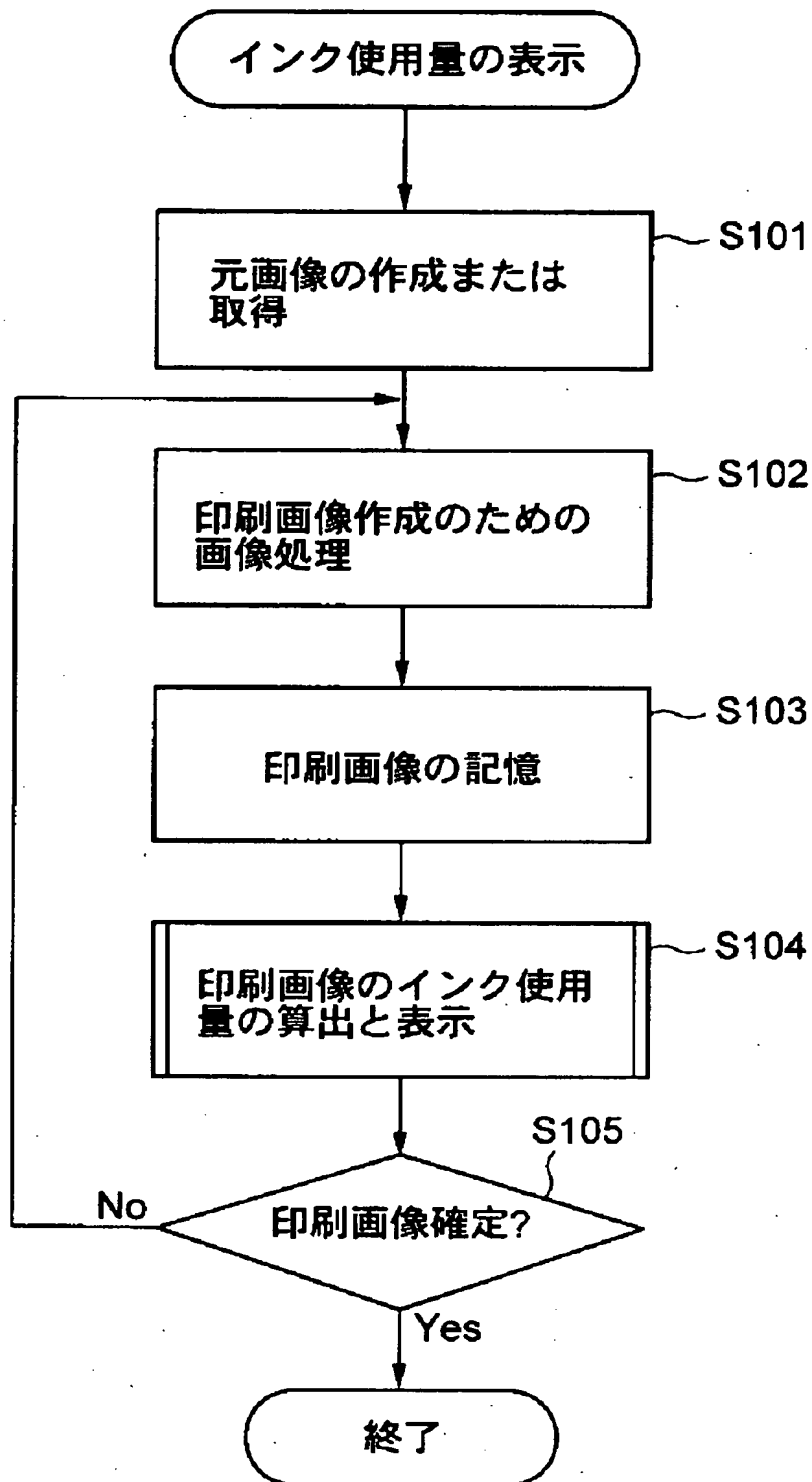 インク使用量の表示
S101
元画像の作成または
取得
S102
印刷画像作成のための
画像処理
S103
印刷画像の記憶
S104
印刷画像のインク使用
量の算出と表示
S105
No
印刷画像確定?
Yes
終了